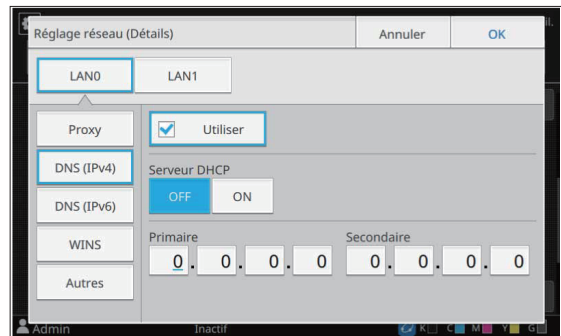 Réglage réseau (Détails) Annuler OK
LAN0 LAN1
Proxy
Utiliser
DNS (IPv4)
Serveur DHCP
OFF ON
DNS (IPv6)
WINS
Primaire Secondaire
0. 0. 0. 0 0. 0. 0. 0
Autres
Admin Inactif K C M Y G